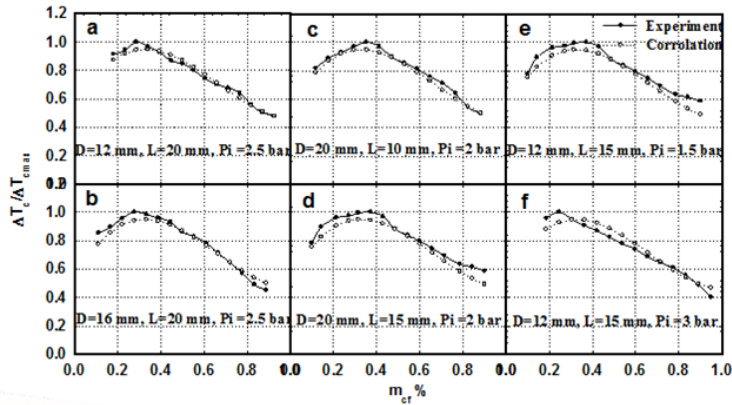 1.2
a
c
e
Experiment
Corrolation
1.0
0.8
0.6
0.4
D=12 mm, L=20 mm, Pi =2.5 bar
D=20 mm, L=10 mm, Pi =2 bar
D=12 mm, L=15 mm, Pi =1.5 bar
0.2
ΔTc/ΔTcmax
b
d
f
1.0
0.8
0.6
0.4
D=16 mm, L=20 mm, Pi =2.5 bar
D=20 mm, L=15 mm, Pi =2 bar
D=12 mm, L=15 mm, Pi =3 bar
0.2
0.0
0.0 0.2 0.4 0.6 0.8 0.2 0.4 0.6 0.8 0.2 0.4 0.6 0.8 1.0
mcf %